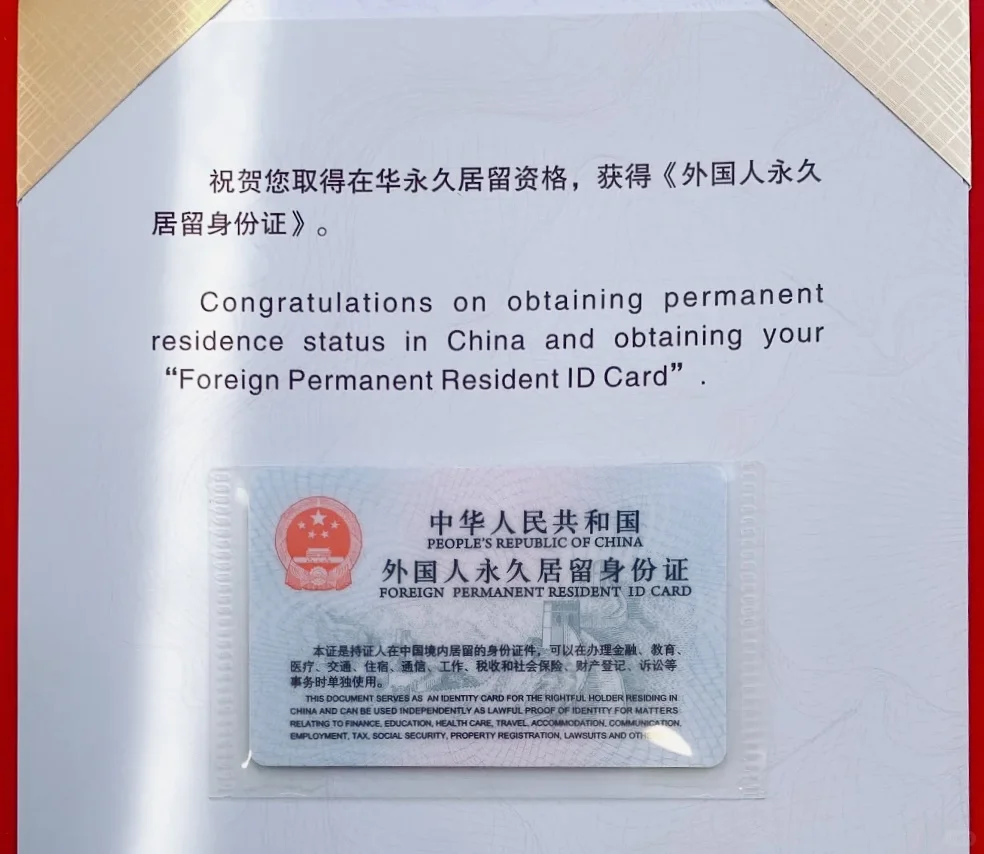 祝贺您取得在华永久居留资格，获得《外国人永久
居留身份证》。
Congratulations on obtaining permanent
residence status in China and obtaining your
“Foreign Permanent Resident ID Card”.
中华人民共和国
PEOPLE'S REPUBLIC OF CHINA
外国人永久居留身份证
FOREIGN PERMANENT RESIDENT ID CARD
本证是持证人在中国境内居留的身份证件，可以在办理金融、教育、
医疗、交通、住宿、通信、工作、税收和社会保险、财产登记、诉讼等
事务时单独使用。
THIS DOCUMENT SERVES AS AN IDENTITY CARD FOR THE RIGHTFUL HOLDER RESIDING IN
CHINA AND CAN BE USED INDEPENDENTLY AS LAWFUL PROOF OF IDENTITY FOR MATTERS
RELATING TO FINANCE, EDUCATION, HEALTH CARE, TRAVEL, ACCOMMODATION, COMMUNICATION,
EMPLOYMENT, TAX, SOCIAL SECURITY, PROPERTY REGISTRATION, LAWSUITS AND